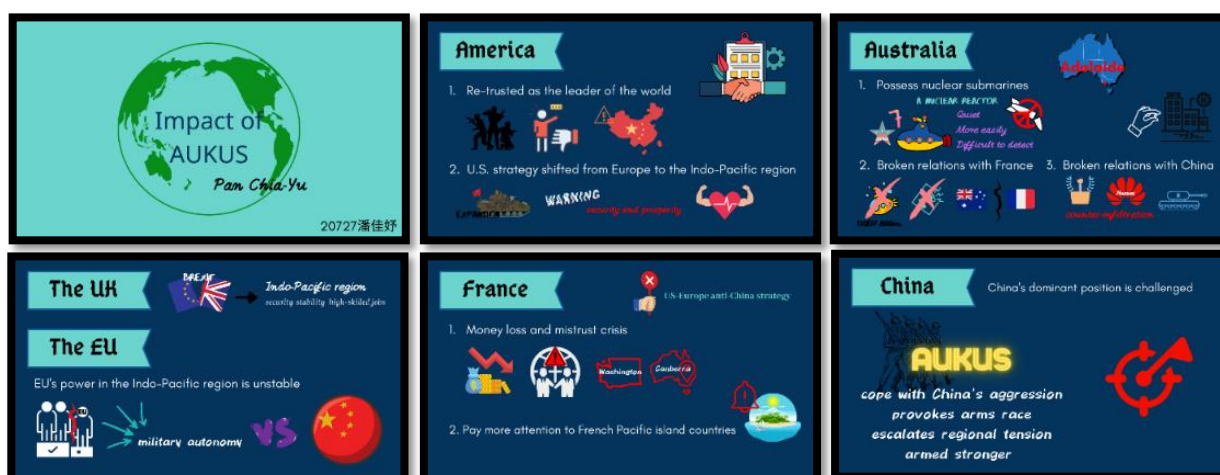 Impact of
AUKUS
Pan Chia-Yu
20727潘佳妤
America
1. Re-trusted as the leader of the world
2. U.S. strategy shifted from Europe to the Indo-Pacific region
EXPANSION
WARNING
security and prosperity
Australia
Adelaide
1. Possess nuclear submarines
A NUCLEAR REACTOR
7
Quiet
More easily
Difficult to detect
2. Broken relations with France
3. Broken relations with China
Huawei
counter-infiltration
The UK
BREXIT
Indo-Pacific region
security stability high-skilled jobs
The EU
EU's power in the Indo-Pacific region is unstable
military autonomy
VS
France
US-Europe anti-China strategy
1. Money loss and mistrust crisis
Washington
Canberra
2. Pay more attention to French Pacific island countries
China
China's dominant position is challenged
AUKUS
cope with China's aggression
provokes arms race
escalates regional tension
armed stronger